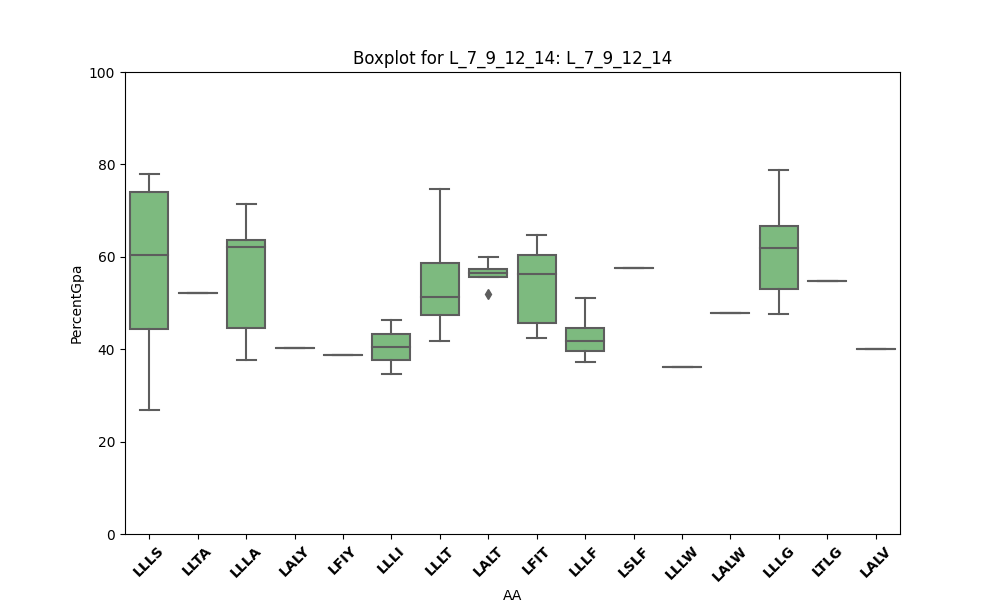 Boxplot for L_7_9_12_14: L_7_9_12_14
PercentGpa
100
80
60
40
20
0
LLLS LLTA LLLA LALY LFIY LLLI LLLT LALT LFIT LLLF LSLF LLLW LALW LLLG LTLG LALV
AA